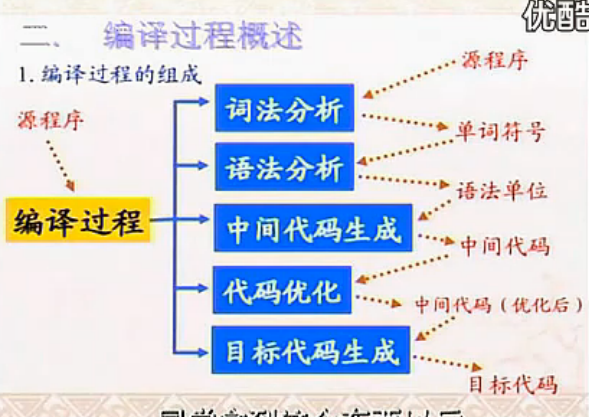 优酷
二、 编译过程概述
1. 编译过程的组成
源程序
编译过程
词法分析
语法分析
中间代码生成
代码优化
目标代码生成
源程序
单词符号
语法单位
中间代码
中间代码（优化后）
目标代码